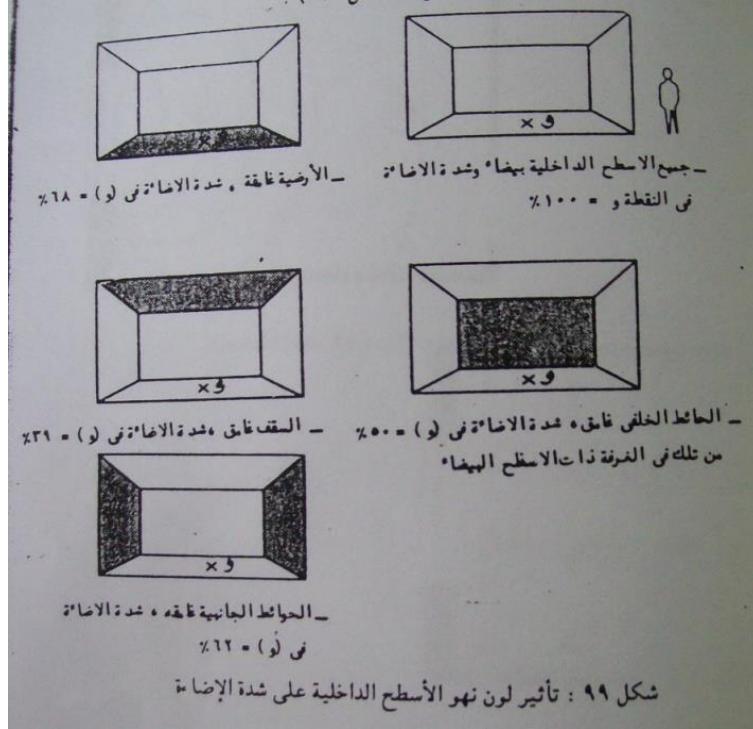 و ×
ـ جميع الاسطح الداخلية بيضاء وشدة الاضاءة
فى النقطة و = ١٠٠٪
×
ـ الأرضية غامقة ، شدة الاضاءة فى (و) = ٦٨٪
و ×
ـ الحائط الخلفى غامق ، شدة الاضاءة فى (و) = ٥٠٪
من تلك فى الغرفة ذات الاسطح البيضاء
و ×
ـ السقف غامق ، شدة الاضاءة فى (و) = ٣٩٪
و ×
ـ الحوائط الجانبية غامقه ، شدة الاضاءة
فى (و) = ٦٢٪
شكل ٩٩ : تأثير لون نهو الأسطح الداخلية على شدة الإضاءة